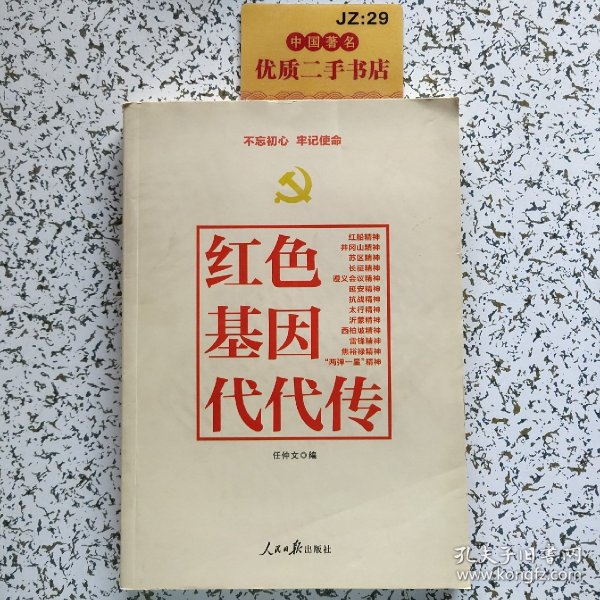 JZ:29
中国著名
优质二手书店
不忘初心 牢记使命
红色
基因
代代传
红船精神
井冈山精神
苏区精神
长征精神
遵义会议精神
延安精神
抗战精神
太行精神
沂蒙精神
西柏坡精神
雷锋精神
焦裕禄精神
“两弹一星”精神
任仲文◎编
人民日报出版社
孔夫子旧书网
www.kongfz.com